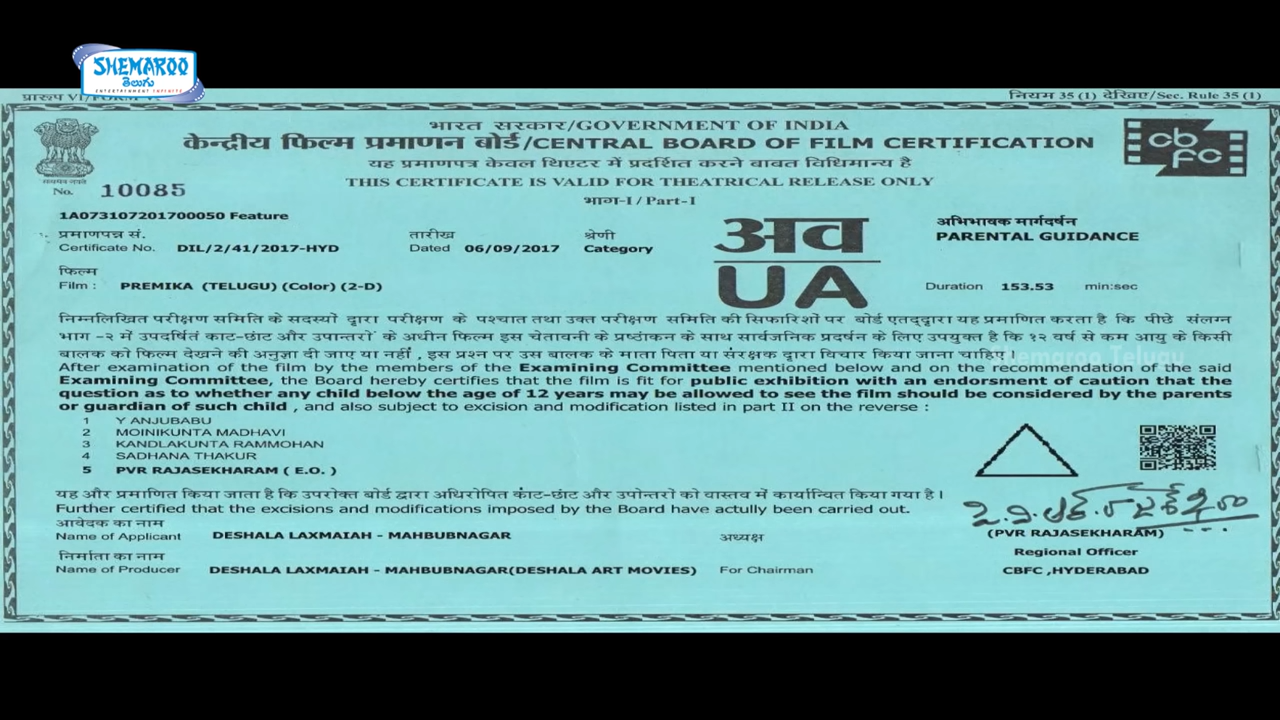 SHEMAROO
తెలుగు
ENTERTAINMENT INFINITE
प्रारूप VI/FORM
नियम 35 (1) देखिए/Sec. Rule 35 (1)
भारत सरकार/GOVERNMENT OF INDIA
केन्द्रीय फिल्म प्रमाणन बोर्ड/CENTRAL BOARD OF FILM CERTIFICATION
cb
fc
यह प्रमाणपत्र केवल थिएटर में प्रदर्शित करने बावत विधिमान्य है
सत्यमेव जयते
No. 10085
THIS CERTIFICATE IS VALID FOR THEATRICAL RELEASE ONLY
भाग-I / Part-I
1A073107201700050 Feature
प्रमाणपत्र सं. तारीख श्रेणी अव अभिभावक मार्गदर्षन
PARENTAL GUIDANCE
Certificate No. DIL/2/41/2017-HYD Dated 06/09/2017 Category
फिल्म
Film : PREMIKA (TELUGU) (Color) (2-D) UA Duration 153.53 min:sec
निम्नलिखित परीक्षण समिति के सदस्यों द्वारा परीक्षण के पश्चात तथा उक्त परीक्षण समिति की सिफारिशों पर बोर्ड एतद्द्वारा यह प्रमाणित करता है कि पीछे संलग्न
भाग -२ में उपदर्षित काट-छांट और उपान्तरों के अधीन फिल्म इस चेतावनी के प्रष्ठाकन के साथ सार्वजनिक प्रदर्षन के लिए उपयुक्त है कि १२ वर्ष से कम आयु के किसी
बालक को फिल्म देखने की अनुज्ञा दी जाए या नहीं , इस प्रश्न पर उस बालक के माता पिता या संरक्षक द्वारा विचार किया जाना चाहिए
Shemaroo Telugu
After examination of the film by the members of the Examining Committee mentioned below and on the recommendation of the said
Examining Committee, the Board hereby certifies that the film is fit for public exhibition with an endorsment of caution that the
question as to whether any child below the age of 12 years may be allowed to see the film should be considered by the parents
or guardian of such child , and also subject to excision and modification listed in part II on the reverse :
1 Y ANJUBABU
2 MOINIKUNTA MADHAVI
3 KANDLAKUNTA RAMMOHAN
4 SADHANA THAKUR
5 PVR RAJASEKHARAM ( E.O. )
यह और प्रमाणित किया जाता है कि उपरोक्त बोर्ड द्वारा अधिरोपित कांट-छांट और उपोन्तरों को वास्तव में कार्यान्वित किया गया है।
Further certified that the excisions and modifications imposed by the Board have actully been carried out.
आवेदक का नाम
Name of Applicant DESHALA LAXMAIAH - MAHBUBNAGAR अध्यक्ष (PVR RAJASEKHARAM)
Regional Officer
निर्माता का नाम
Name of Producer DESHALA LAXMAIAH - MAHBUBNAGAR(DESHALA ART MOVIES) For Chairman CBFC ,HYDERABAD